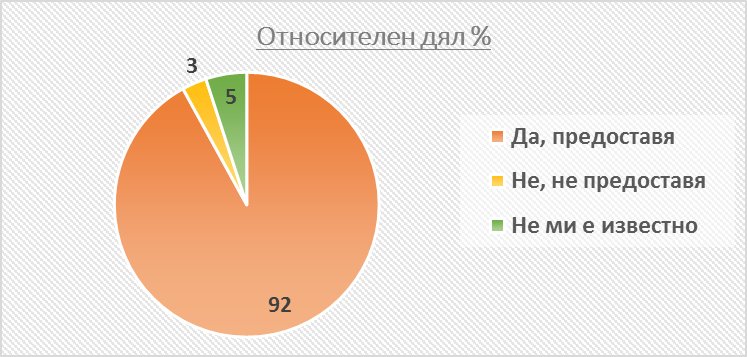 Относителен дял %
3
5
92
Да, предоставя
Не, не предоставя
Не ми е известно